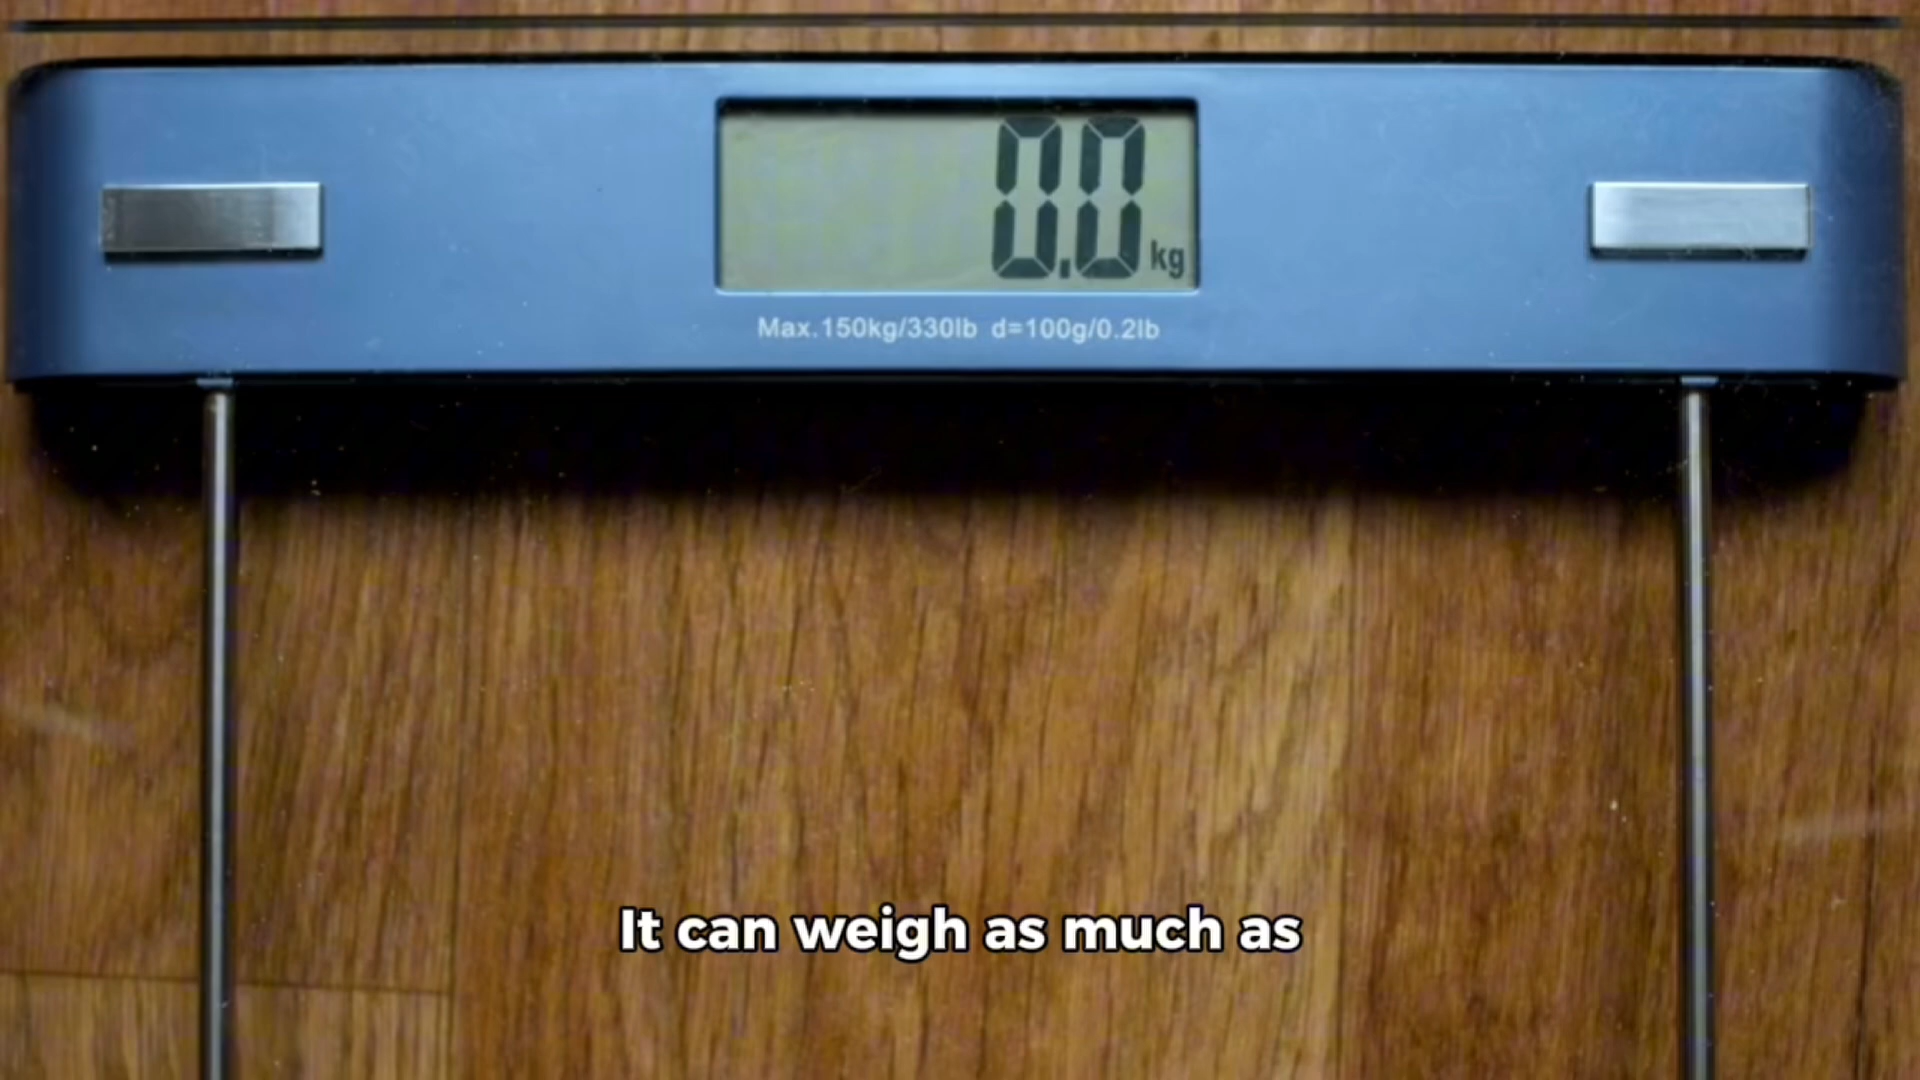 0.0 kg
Max.150kg/330lb d=100g/0.2lb
It can weigh as much as